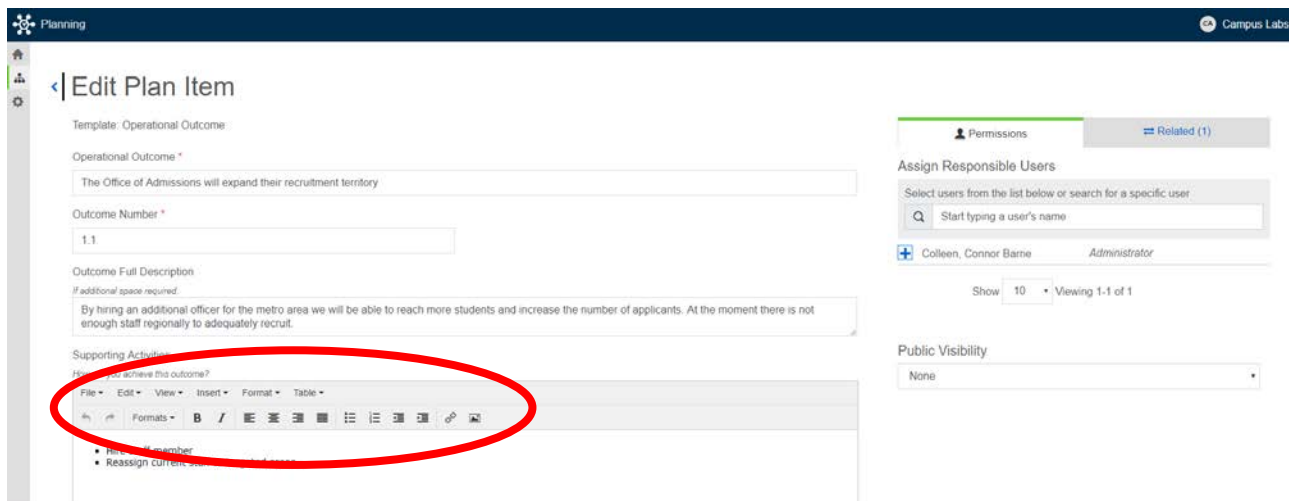 Planning
CA Campus Labs
Edit Plan Item
Template: Operational Outcome
Operational Outcome *
The Office of Admissions will expand their recruitment territory
Outcome Number *
1.1
Outcome Full Description
If additional space required.
By hiring an additional officer for the metro area we will be able to reach more students and increase the number of applicants. At the moment there is not
enough staff regionally to adequately recruit.
Supporting Activities
you achieve this outcome?
File Edit View Insert Format Table
Formats B I
Hire staff member
Reassign current
Permissions
Related (1)
Assign Responsible Users
Select users from the list below or search for a specific user
Start typing a user's name
Colleen, Connor Barrie Administrator
Show 10 Viewing 1-1 of 1
Public Visibility
None